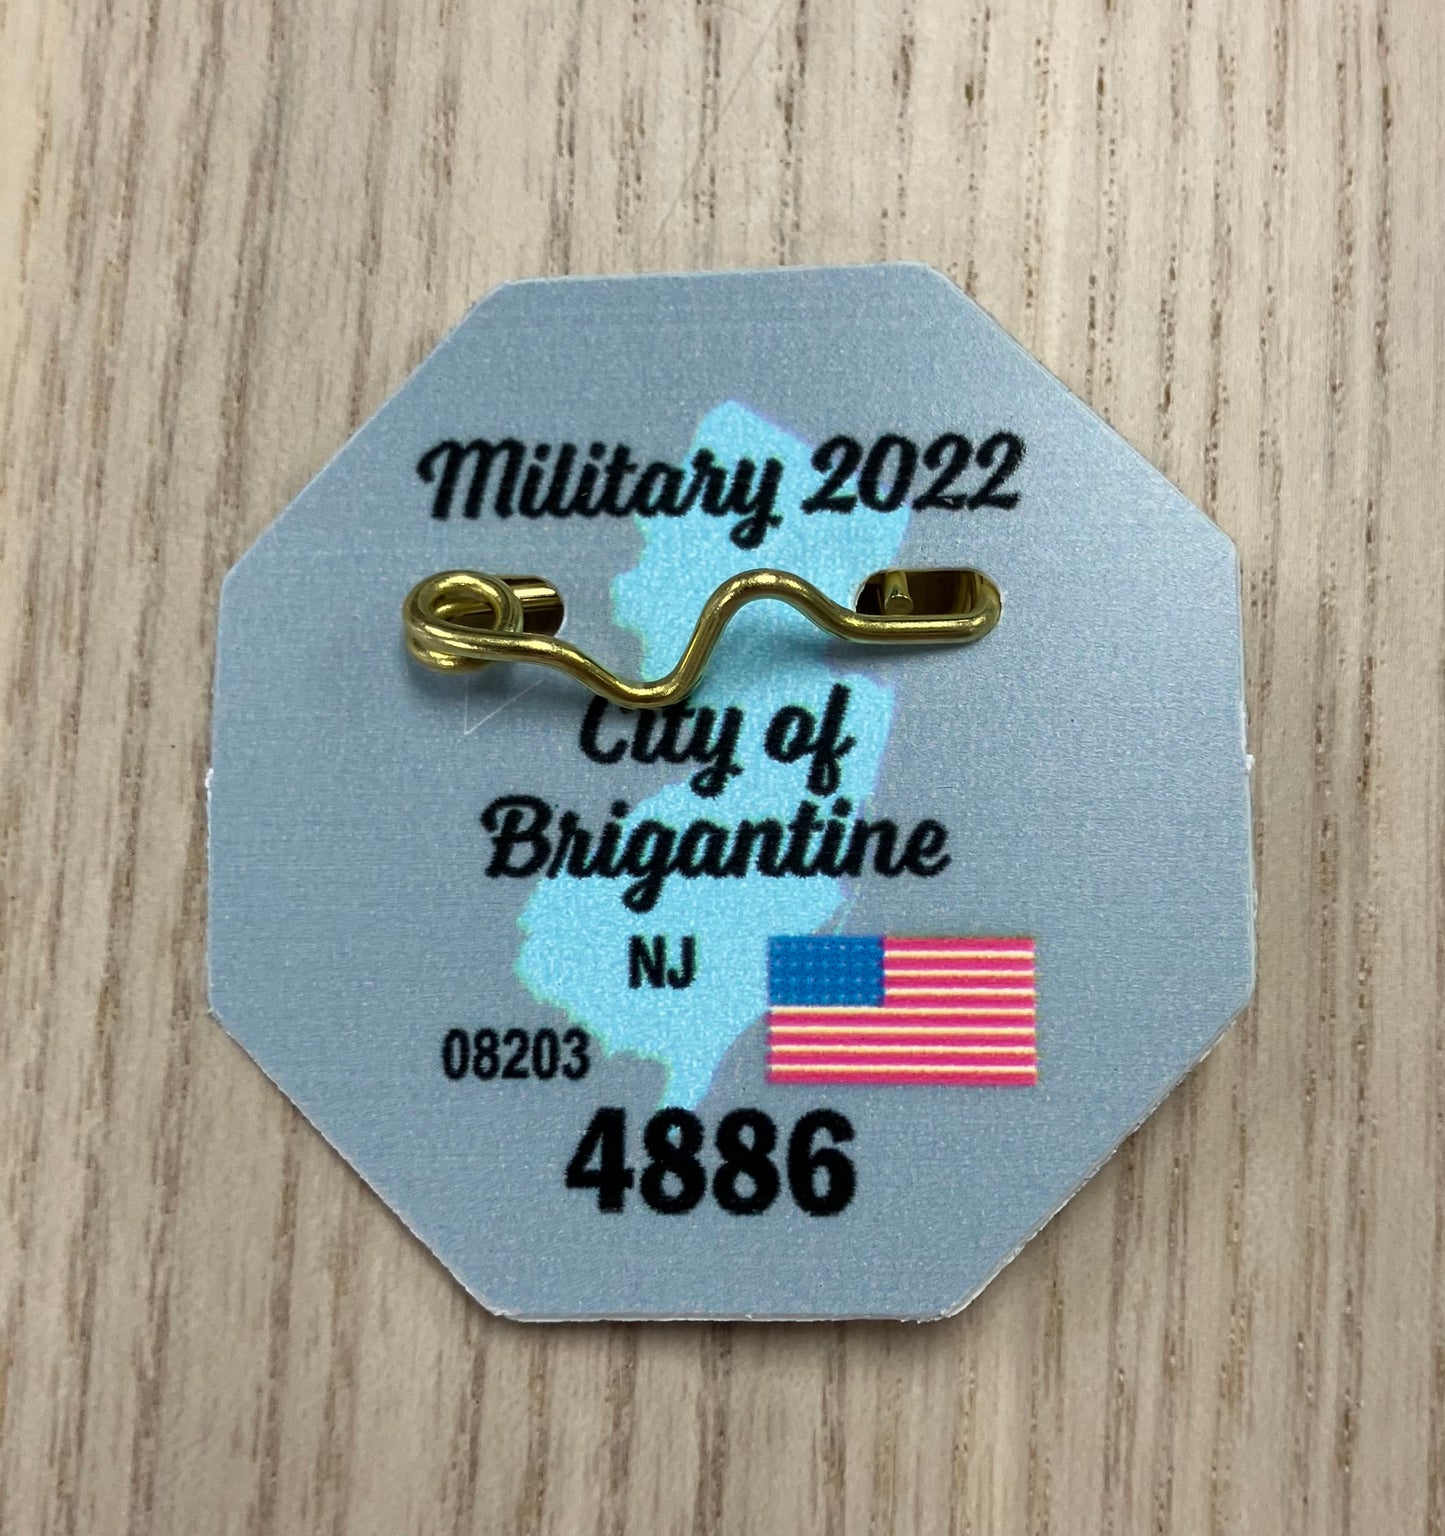 Military 2022
City of
Brigantine
NJ
08203
4886